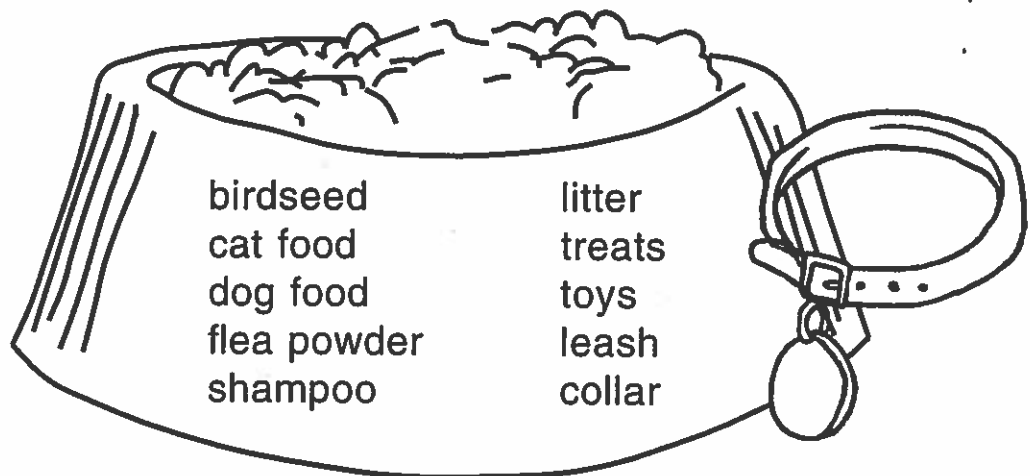 birdseed
cat food
dog food
flea powder
shampoo
litter
treats
toys
leash
collar